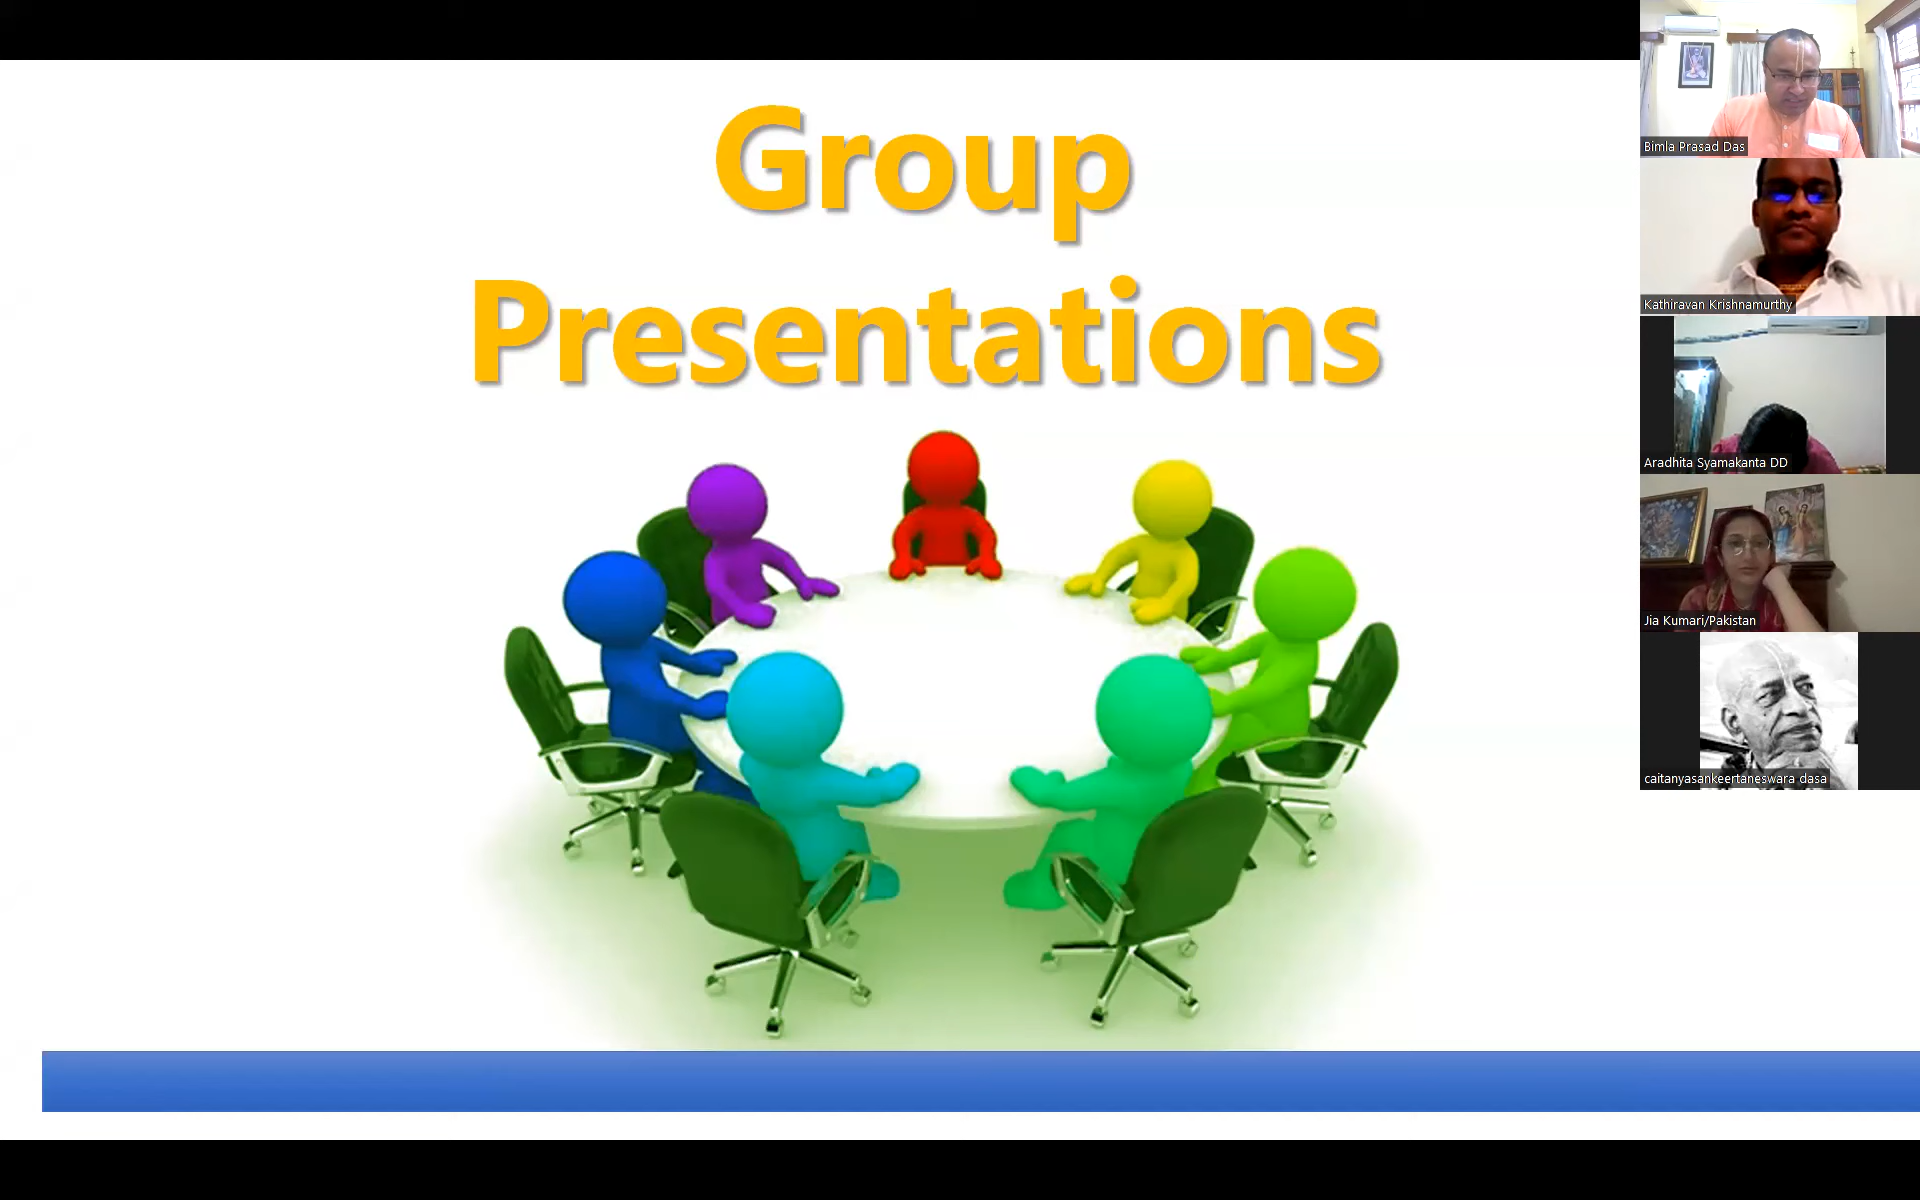 Group
Presentations
Bimla Prasad Das
Kathiravan Krishnamurthy
Aradhita Syamakanta DD
Jia Kumari/Pakistan
caitanyasankeertaneswara dasa